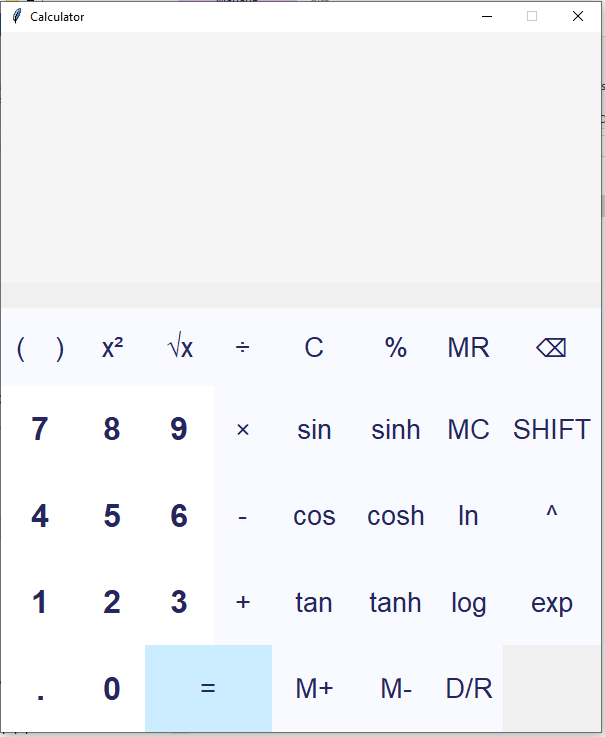 Calculator
( ) x² √x ÷ C % MR ⌫
7 8 9 × sin sinh MC SHIFT
4 5 6 - cos cosh ln ^
1 2 3 + tan tanh log exp
. 0 = M+ M- D/R